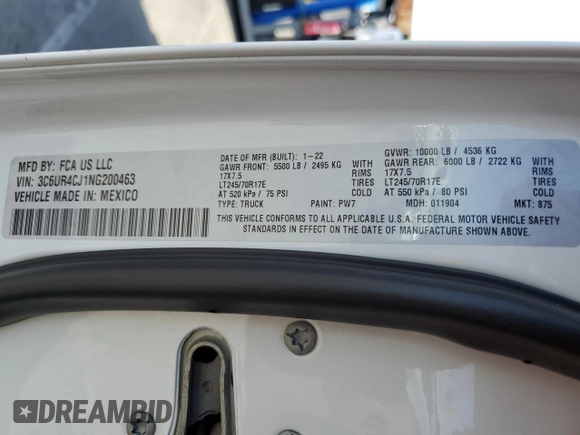 MFD BY: FCA US LLC
VIN: 3C6UR4CJ1NG200463
VEHICLE MADE IN: MEXICO
DATE OF MFR (BUILT): 1-22
GAWR FRONT: 5500 LB / 2495 KG
17X7.5 RIMS WITH
LT245/70R17E TIRES
AT 520 kPa / 75 PSI COLD
TYPE: TRUCK PAINT: PW7
GVWR: 10000 LB / 4536 KG
GAWR REAR: 6000 LB / 2722 KG
WITH
17X7.5 RIMS
LT245/70R17E TIRES
AT 550 kPa / 80 PSI COLD
MDH: 011904 MKT: 875
THIS VEHICLE CONFORMS TO ALL APPLICABLE U.S.A. FEDERAL MOTOR VEHICLE SAFETY
STANDARDS IN EFFECT ON THE DATE OF MANUFACTURE SHOWN ABOVE.
DREAMBID